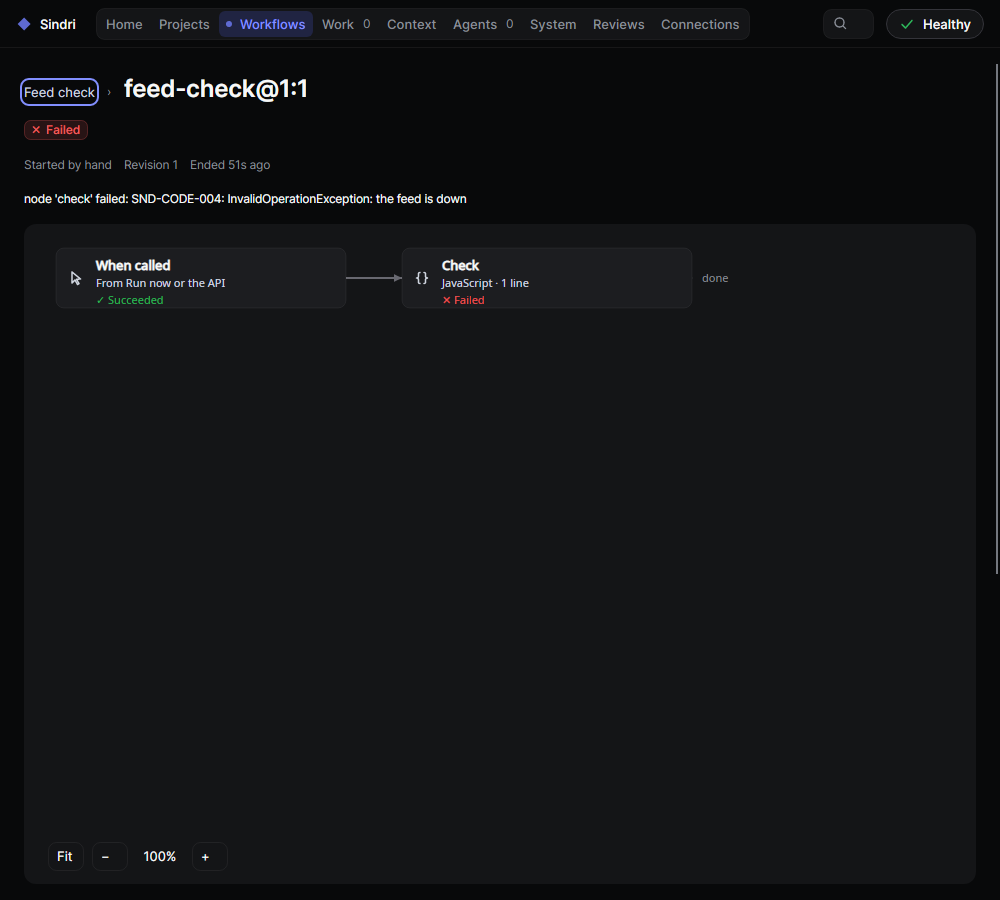 Sindri
Home Projects Workflows Work 0 Context Agents 0 System Reviews Connections
Healthy
Feed check › feed-check@1:1
✕ Failed
Started by hand Revision 1 Ended 51s ago
node 'check' failed: SND-CODE-004: InvalidOperationException: the feed is down
When called
From Run now or the API
✓ Succeeded
{} Check
JavaScript · 1 line
✕ Failed
done
Fit − 100% +